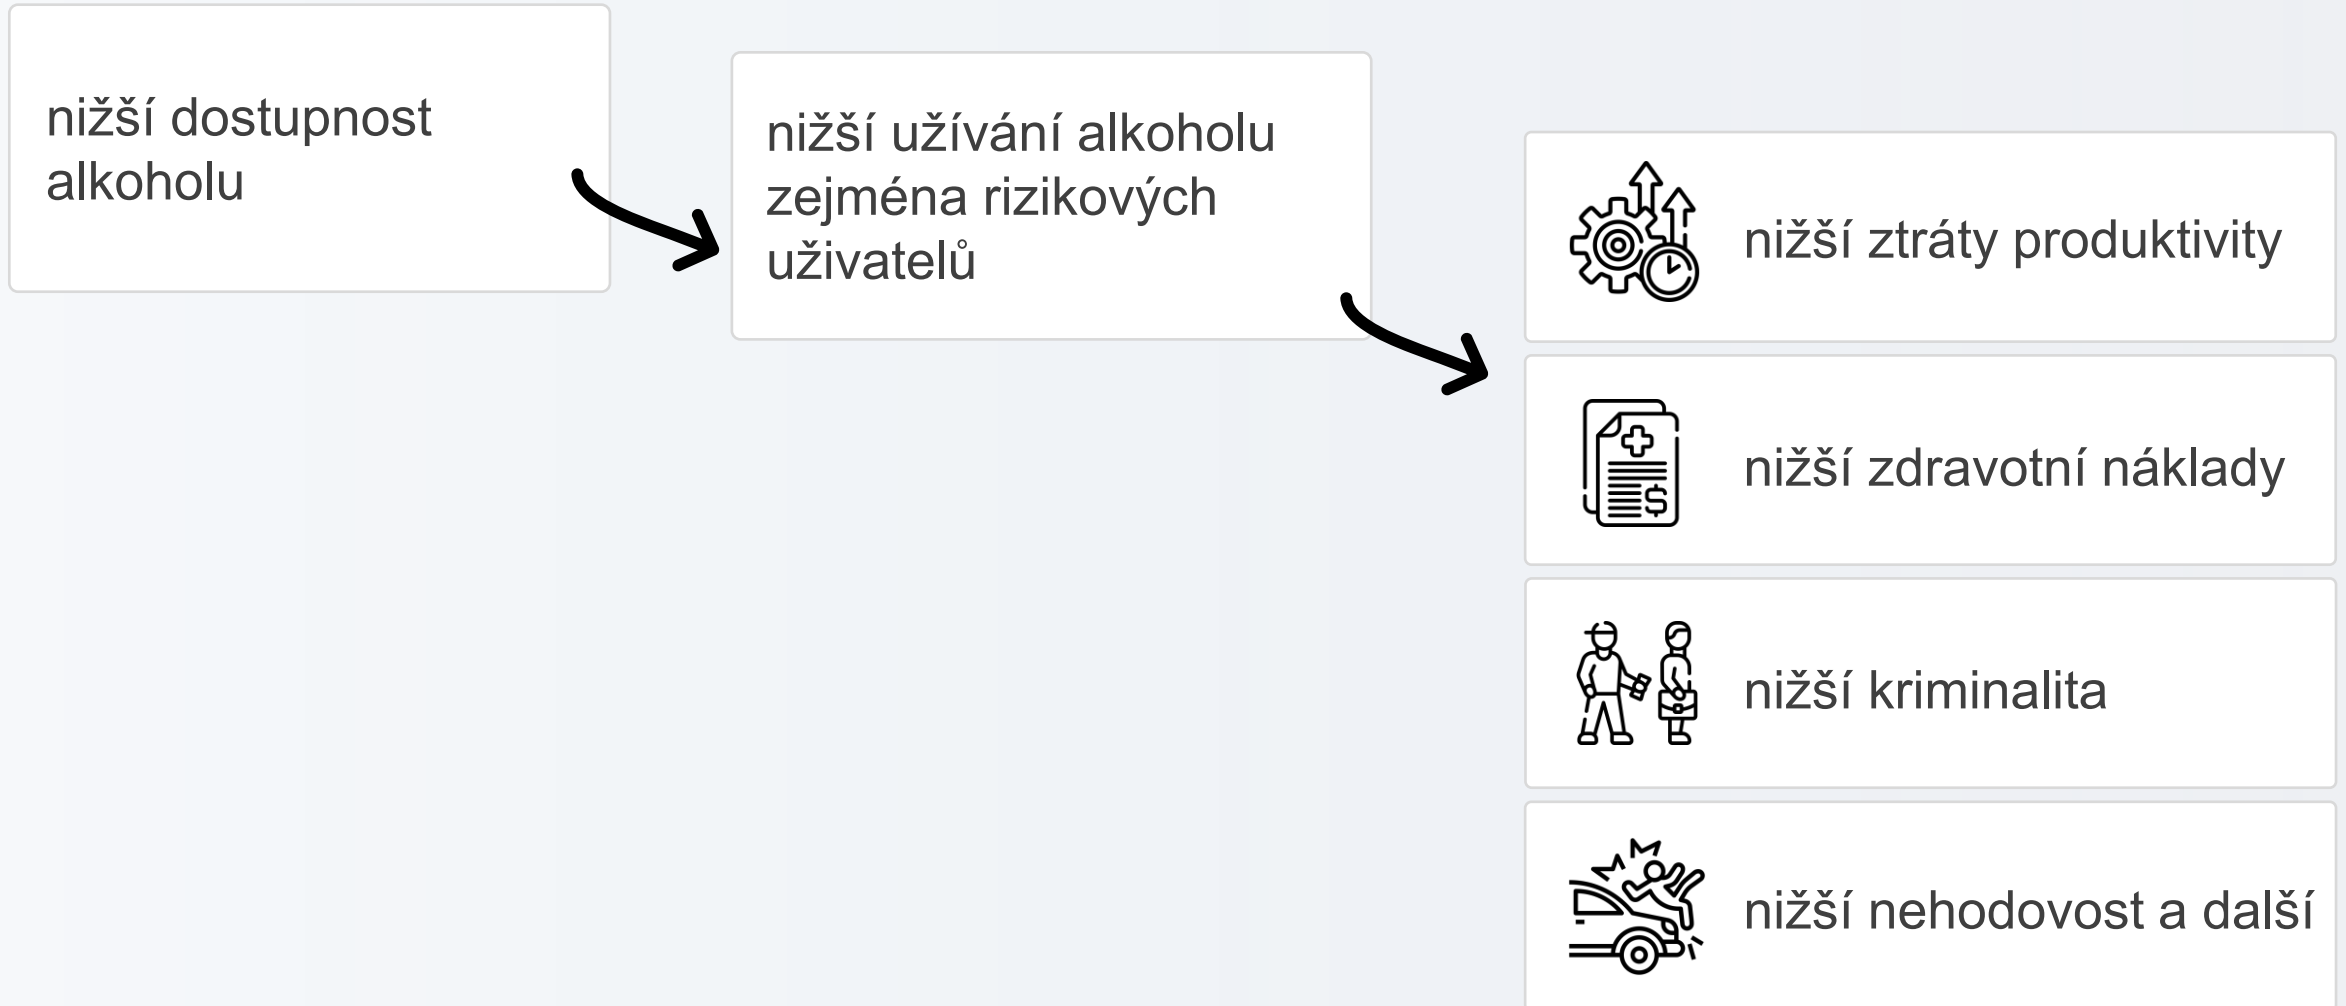 nižší dostupnost
alkoholu
nižší užívání alkoholu
zejména rizikových
uživatelů
nižší ztráty produktivity
nižší zdravotní náklady
nižší kriminalita
nižší nehodovost a další